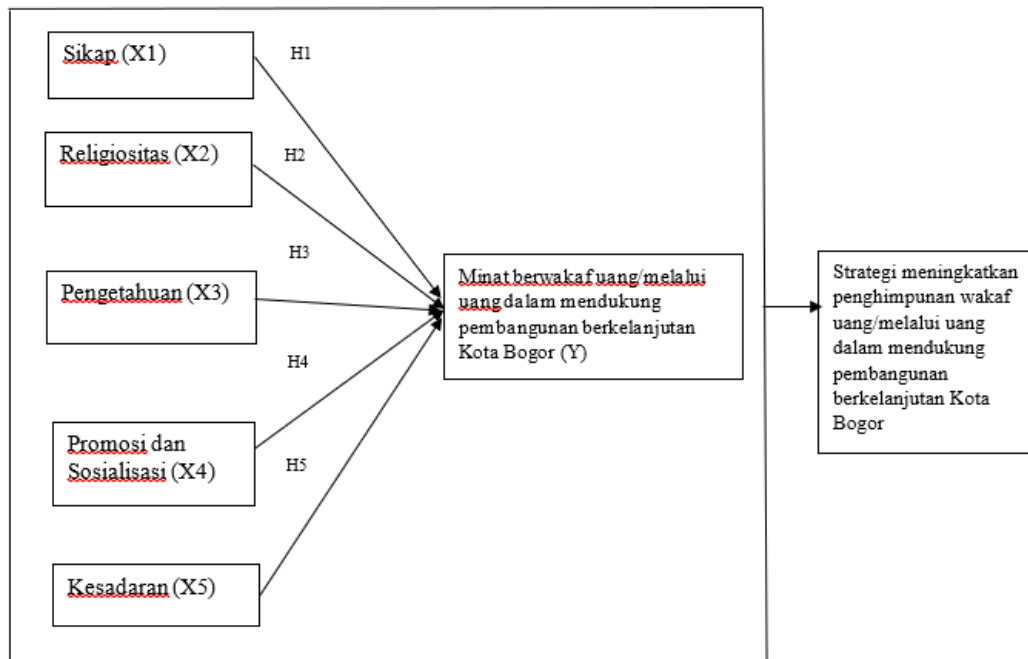 Sikap (X1)
H1
Religiositas (X2)
H2
H3
Pengetahuan (X3)
H4
Promosi dan
Sosialisasi (X4)
H5
Kesadaran (X5)
Minat berwakaf uang/melalui
uang dalam mendukung
pembangunan berkelanjutan
Kota Bogor (Y)
Strategi meningkatkan
penghimpunan wakaf
uang/melalui uang
dalam mendukung
pembangunan
berkelanjutan Kota
Bogor